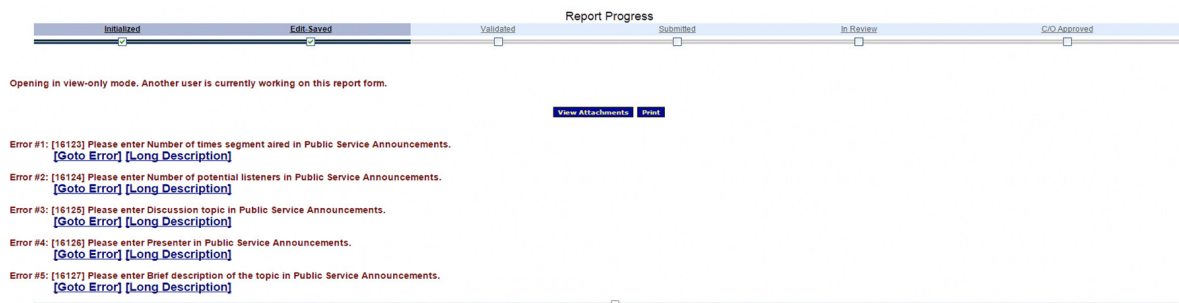 Report Progress
Initialized Edit-Saved Validated Submitted In Review C/O Approved
Opening in view-only mode. Another user is currently working on this report form.
View Attachments Print
Error #1: [16123] Please enter Number of times segment aired in Public Service Announcements.
[Goto Error] [Long Description]
Error #2: [16124] Please enter Number of potential listeners in Public Service Announcements.
[Goto Error] [Long Description]
Error #3: [16125] Please enter Discussion topic in Public Service Announcements.
[Goto Error] [Long Description]
Error #4: [16126] Please enter Presenter in Public Service Announcements.
[Goto Error] [Long Description]
Error #5: [16127] Please enter Brief description of the topic in Public Service Announcements.
[Goto Error] [Long Description]